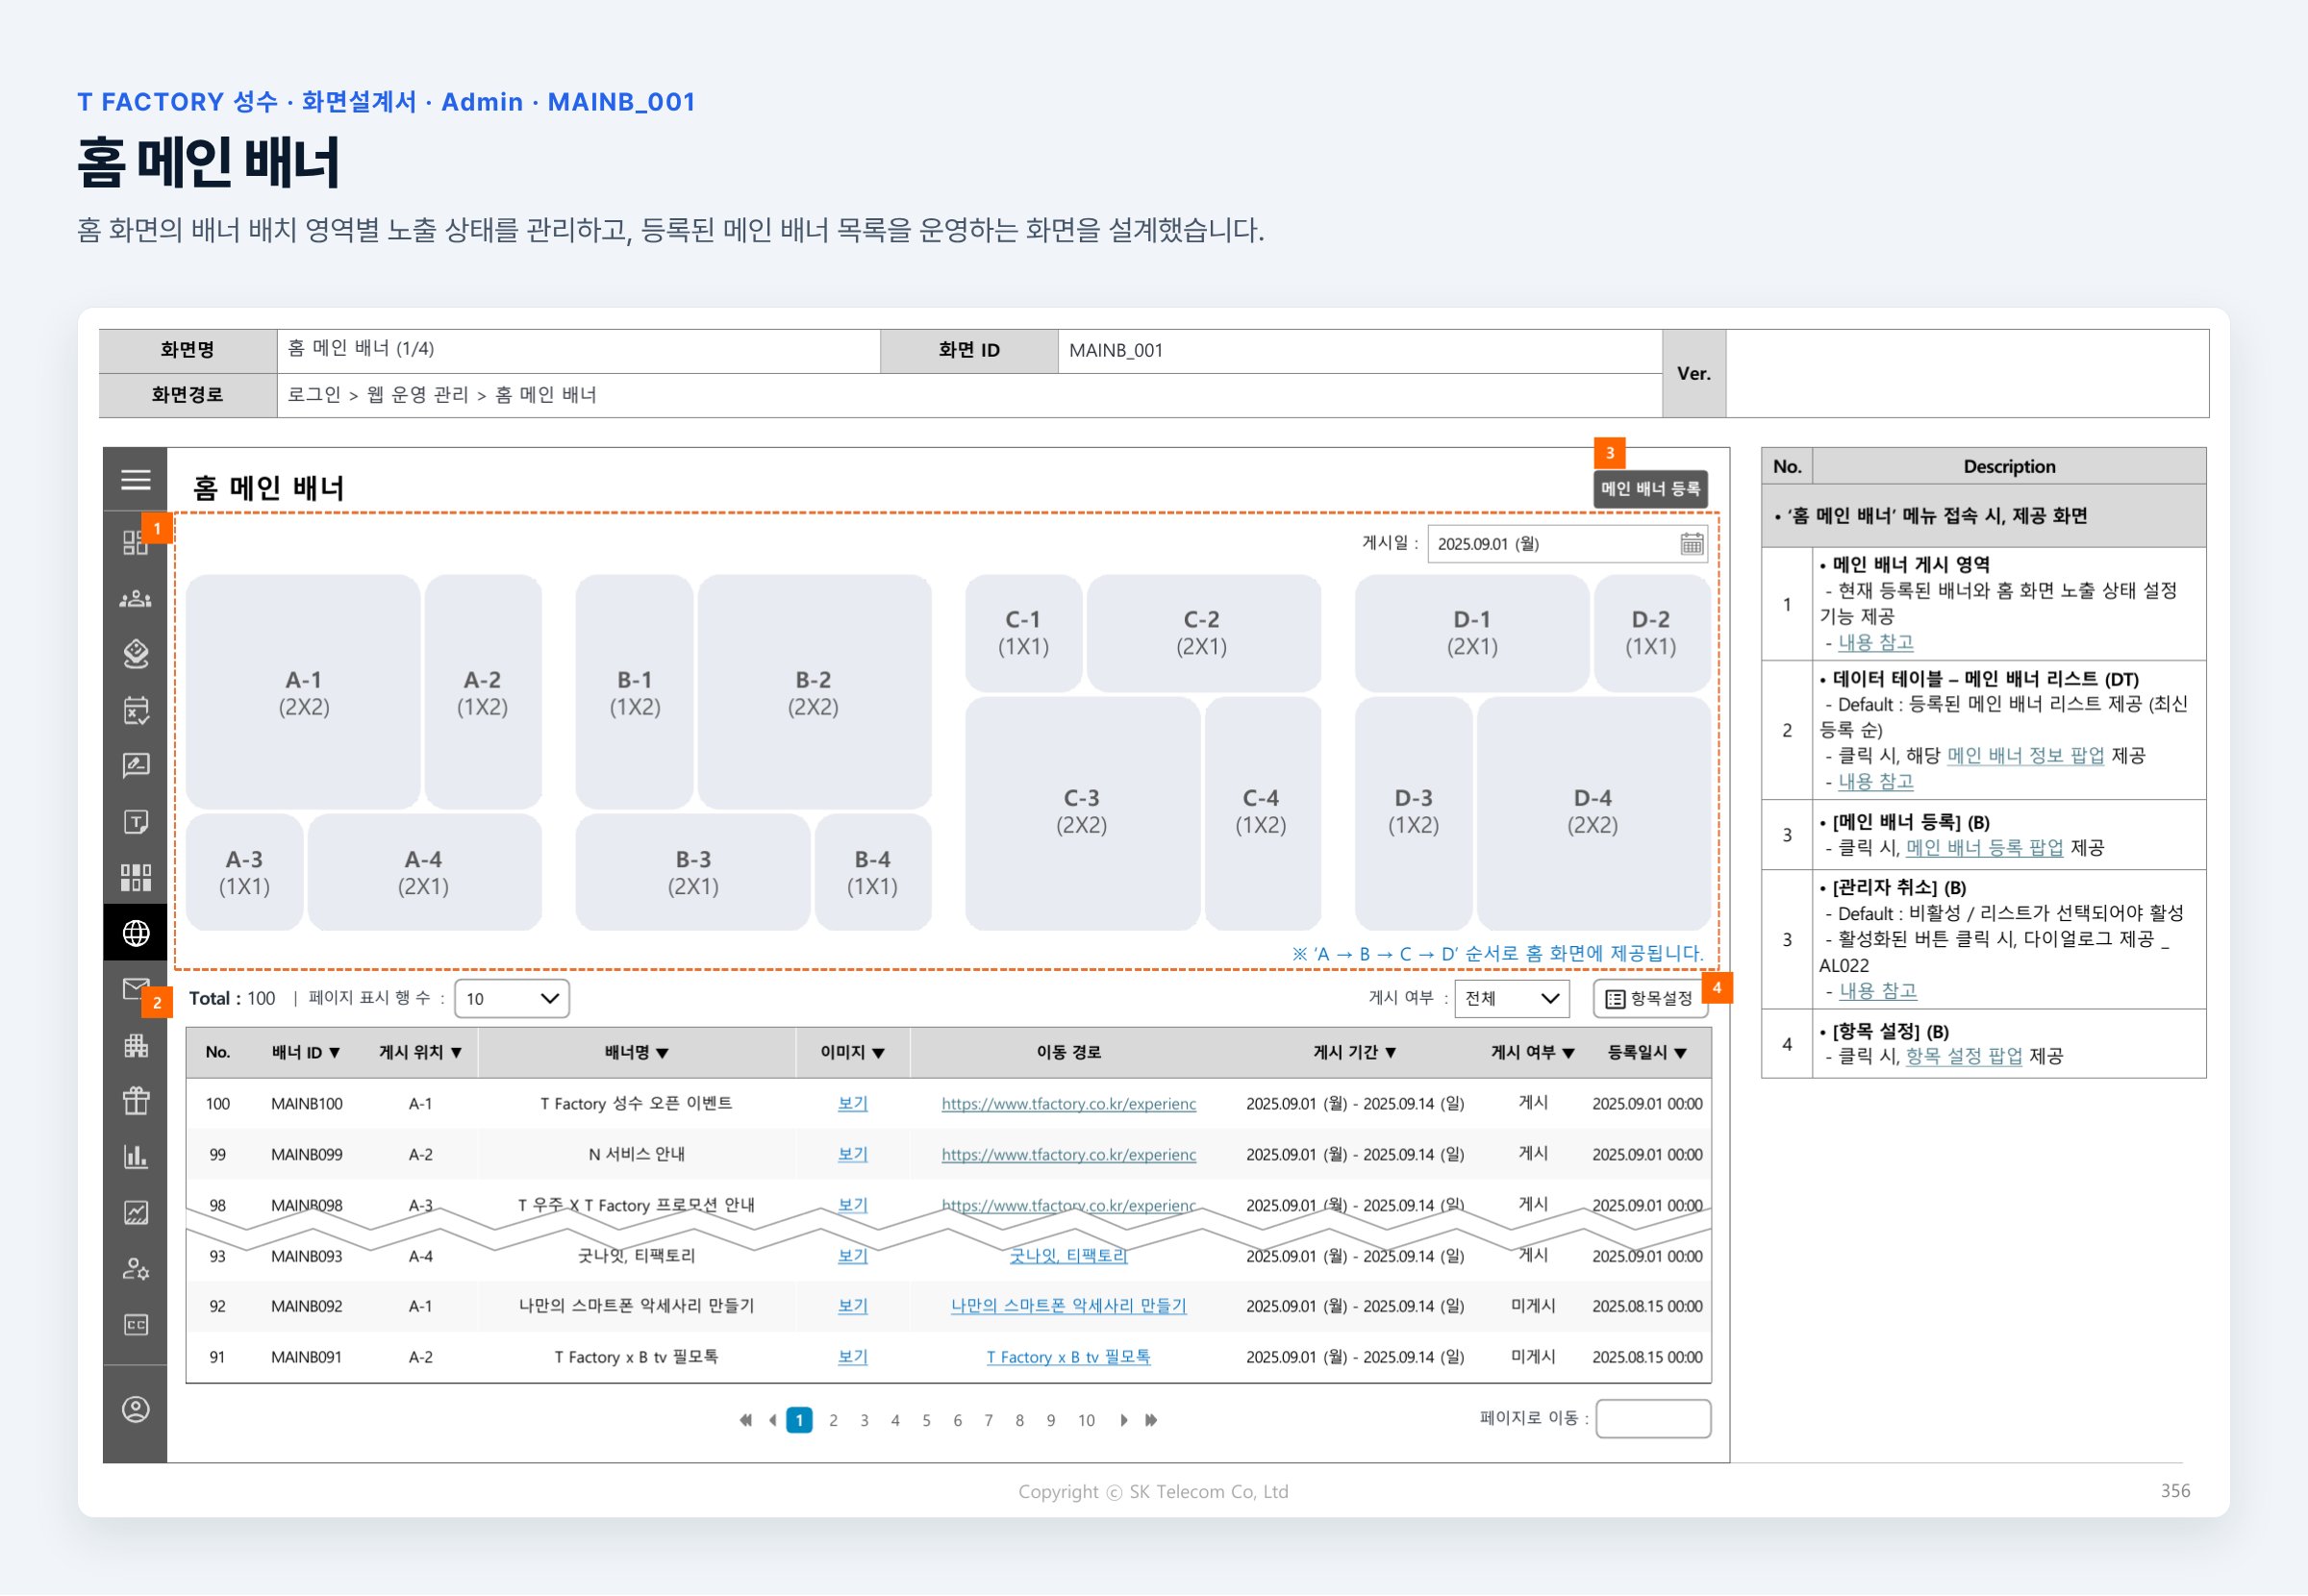 T FACTORY 성수 · 화면설계서 · Admin · MAINB_001
홈 메인 배너
홈 화면의 배너 배치 영역별 노출 상태를 관리하고, 등록된 메인 배너 목록을 운영하는 화면을 설계했습니다.
화면명 홈 메인 배너 (1/4) 화면 ID MAINB_001 Ver.
화면경로 로그인 > 웹 운영 관리 > 홈 메인 배너
3
홈 메인 배너 메인 배너 등록
1
게시일 : 2025.09.01 (월)
A-1
(2X2)
A-2
(1X2)
A-3
(1X1)
A-4
(2X1)
B-1
(1X2)
B-2
(2X2)
B-3
(2X1)
B-4
(1X1)
C-1
(1X1)
C-2
(2X1)
C-3
(2X2)
C-4
(1X2)
D-1
(2X1)
D-2
(1X1)
D-3
(1X2)
D-4
(2X2)
※ 'A → B → C → D' 순서로 홈 화면에 제공됩니다.
2
4
Total : 100 | 페이지 표시 행 수 : 10 게시 여부 : 전체 항목설정
No. 배너 ID ▼ 게시 위치 ▼ 배너명 ▼ 이미지 ▼ 이동 경로 게시 기간 ▼ 게시 여부 ▼ 등록일시 ▼
100 MAINB100 A-1 T Factory 성수 오픈 이벤트 보기 https://www.tfactory.co.kr/experienc 2025.09.01 (월) - 2025.09.14 (일) 게시 2025.09.01 00:00
99 MAINB099 A-2 N 서비스 안내 보기 https://www.tfactory.co.kr/experienc 2025.09.01 (월) - 2025.09.14 (일) 게시 2025.09.01 00:00
98 MAINB098 A-3 T 우주 X T Factory 프로모션 안내 보기 https://www.tfactory.co.kr/experienc 2025.09.01 (월) - 2025.09.14 (일) 게시 2025.09.01 00:00
93 MAINB093 A-4 굿나잇, 티팩토리 보기 굿나잇, 티팩토리 2025.09.01 (월) - 2025.09.14 (일) 게시 2025.09.01 00:00
92 MAINB092 A-1 나만의 스마트폰 악세사리 만들기 보기 나만의 스마트폰 악세사리 만들기 2025.09.01 (월) - 2025.09.14 (일) 미게시 2025.08.15 00:00
91 MAINB091 A-2 T Factory x B tv 필모톡 보기 T Factory x B tv 필모톡 2025.09.01 (월) - 2025.09.14 (일) 미게시 2025.08.15 00:00
1 2 3 4 5 6 7 8 9 10 페이지로 이동 :
No. Description
• '홈 메인 배너' 메뉴 접속 시, 제공 화면
1
• 메인 배너 게시 영역
- 현재 등록된 배너와 홈 화면 노출 상태 설정
기능 제공
- 내용 참고
2
• 데이터 테이블 – 메인 배너 리스트 (DT)
- Default : 등록된 메인 배너 리스트 제공 (최신
등록 순)
- 클릭 시, 해당 메인 배너 정보 팝업 제공
- 내용 참고
3
• [메인 배너 등록] (B)
- 클릭 시, 메인 배너 등록 팝업 제공
3
• [관리자 취소] (B)
- Default : 비활성 / 리스트가 선택되어야 활성
- 활성화된 버튼 클릭 시, 다이얼로그 제공 _
AL022
- 내용 참고
4
• [항목 설정] (B)
- 클릭 시, 항목 설정 팝업 제공
Copyright ⓒ SK Telecom Co, Ltd
356